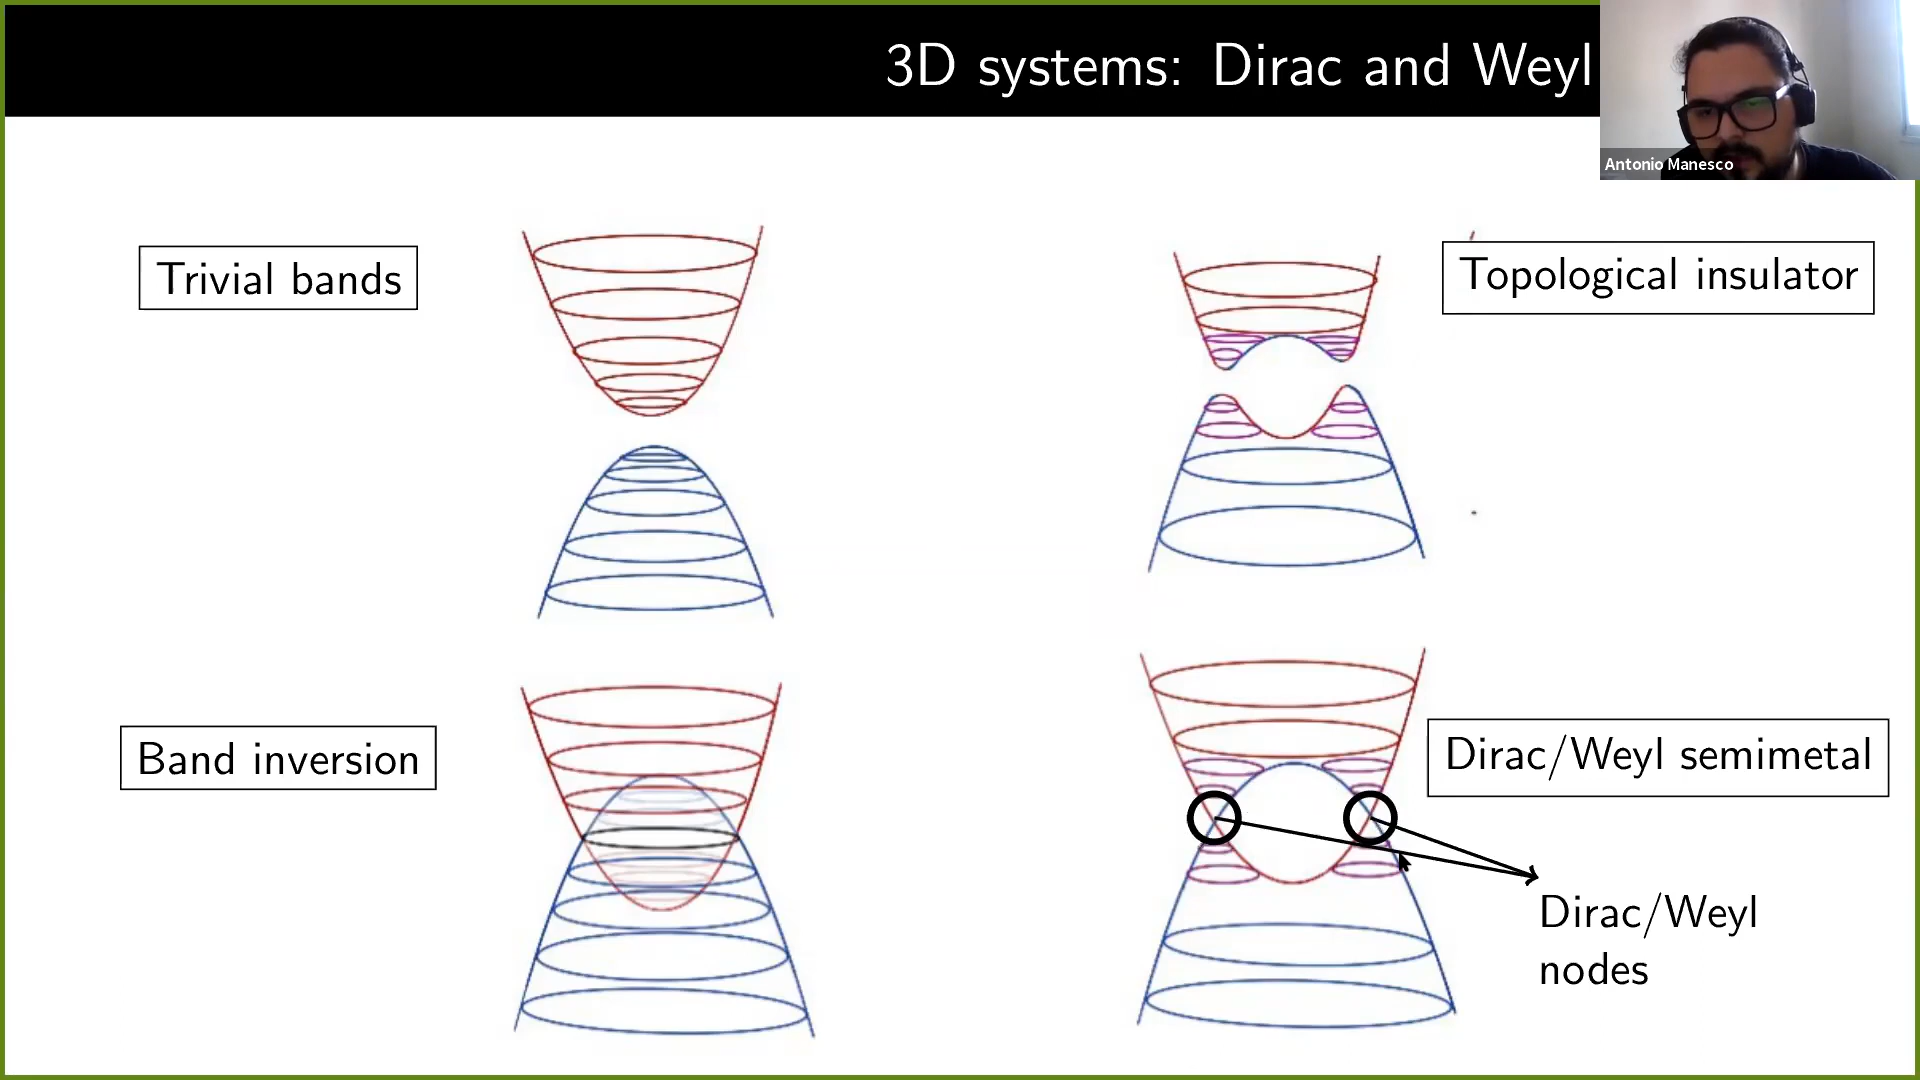 3D systems: Dirac and Weyl
Antonio Manesco
Trivial bands
Topological insulator
Band inversion
Dirac/Weyl semimetal
Dirac/Weyl
nodes